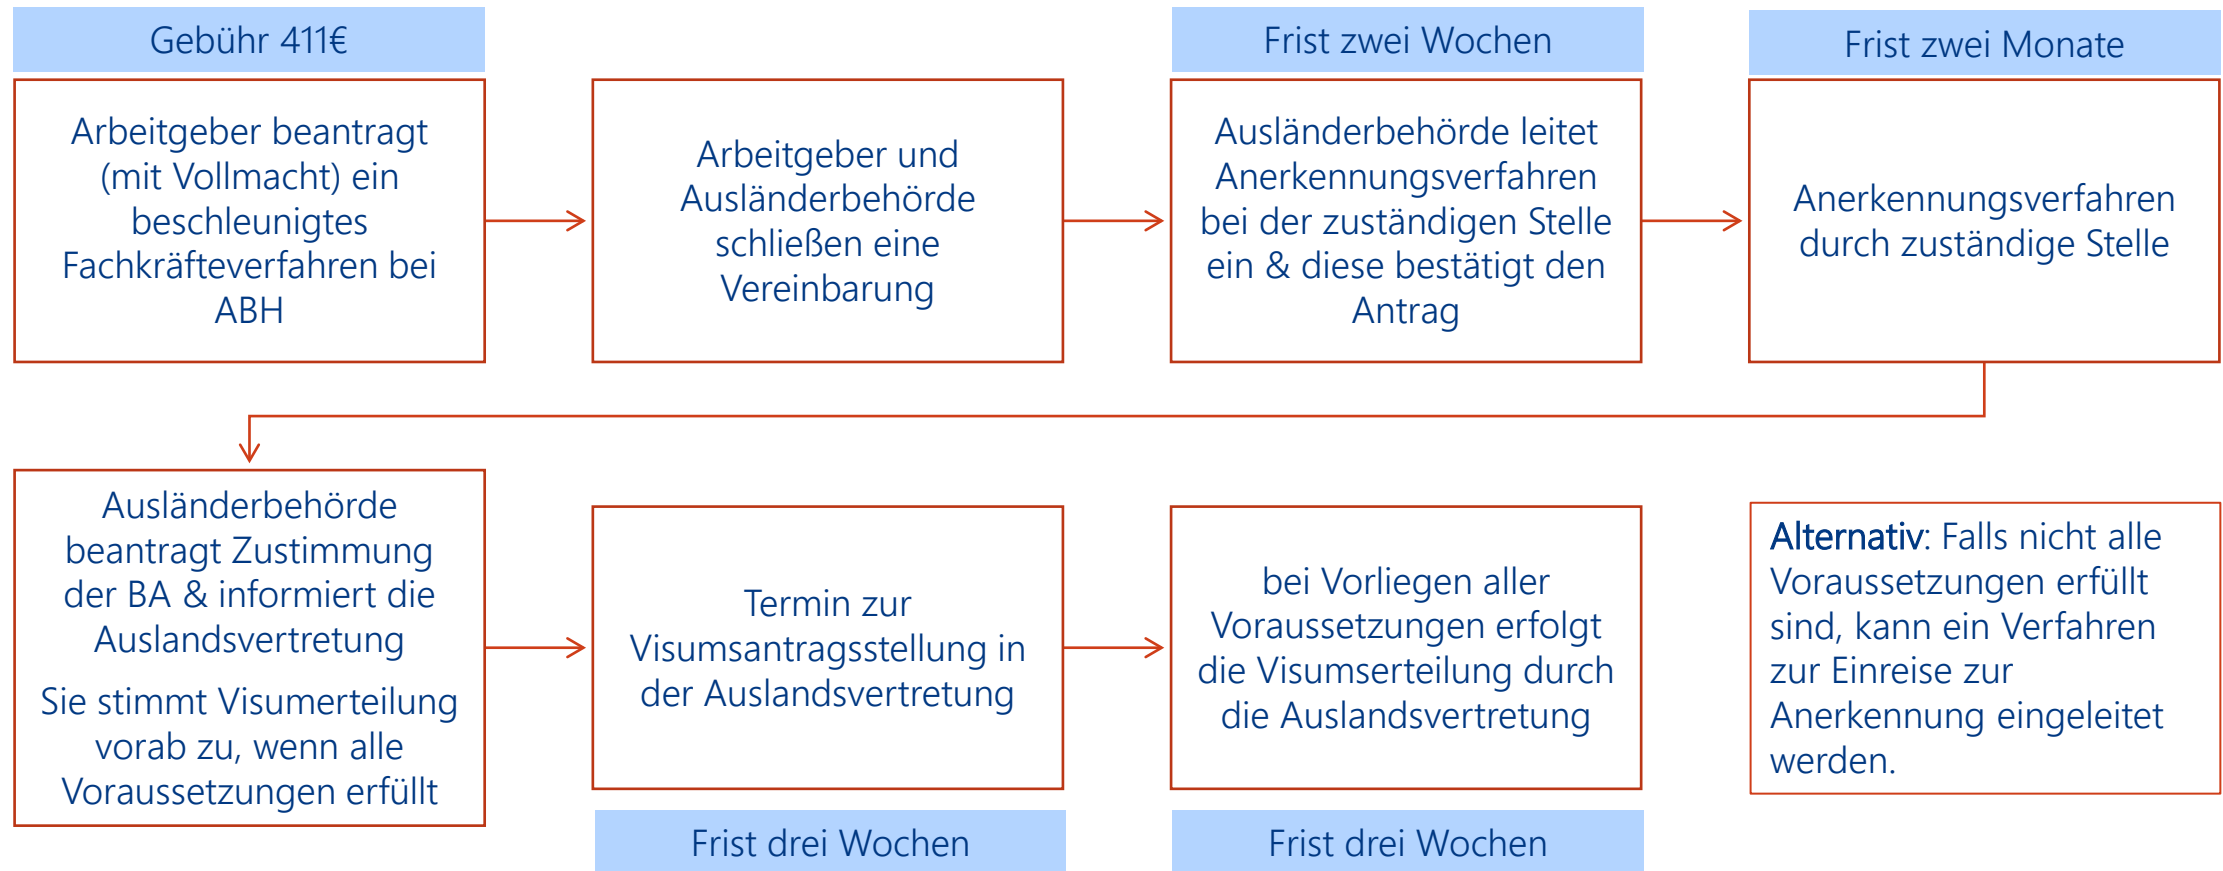 Gebühr 411€
Arbeitgeber beantragt
(mit Vollmacht) ein
beschleunigtes
Fachkräfteverfahren bei
ABH
Arbeitgeber und
Ausländerbehörde
schließen eine
Vereinbarung
Frist zwei Wochen
Ausländerbehörde leitet
Anerkennungsverfahren
bei der zuständigen Stelle
ein & diese bestätigt den
Antrag
Frist zwei Monate
Anerkennungsverfahren
durch zuständige Stelle
Ausländerbehörde
beantragt Zustimmung
der BA & informiert die
Auslandsvertretung
Sie stimmt Visumerteilung
vorab zu, wenn alle
Voraussetzungen erfüllt
Termin zur
Visumsantragsstellung in
der Auslandsvertretung
Frist drei Wochen
bei Vorliegen aller
Voraussetzungen erfolgt
die Visumserteilung durch
die Auslandsvertretung
Frist drei Wochen
Alternativ: Falls nicht alle
Voraussetzungen erfüllt
sind, kann ein Verfahren
zur Einreise zur
Anerkennung eingeleitet
werden.